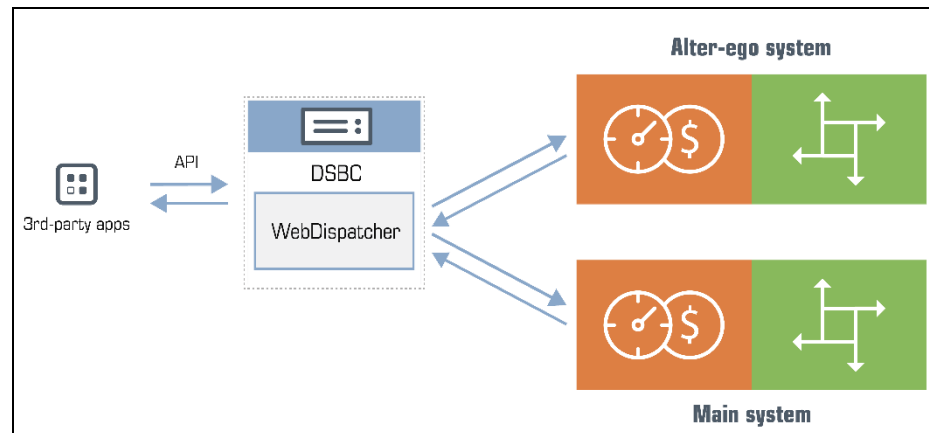 Alter-ego system
API
3rd-party apps
DSBC
WebDispatcher
$
$
Main system